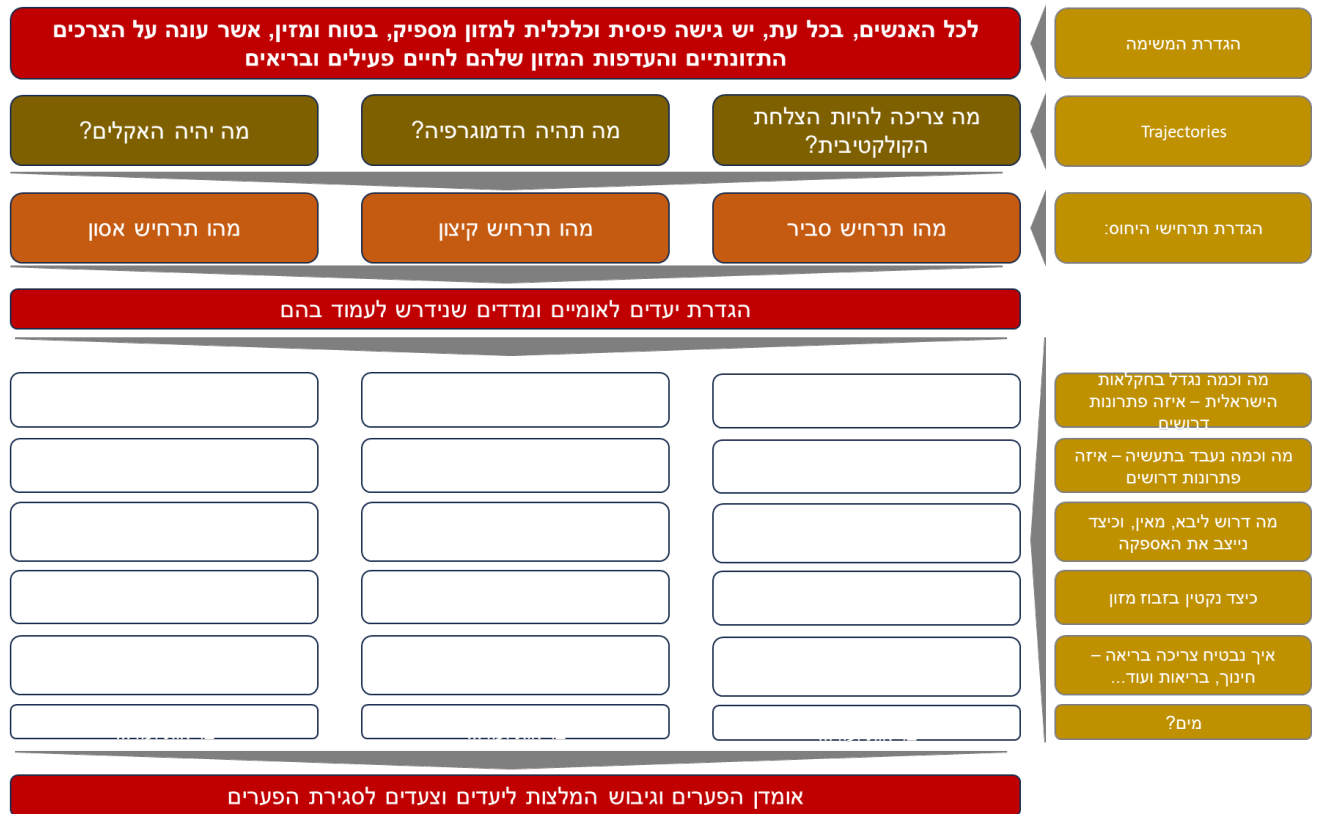 הגדרת המשימה
לכל האנשים, בכל עת, יש גישה פיסית וכלכלית למזון מספיק, בטוח ומזין, אשר עונה על הצרכים
התזונתיים והעדפות המזון שלהם לחיים פעילים ובריאים
Trajectories
מה צריכה להיות הצלחת
הקולקטיבית?
מה תהיה הדמוגרפיה?
מה יהיה האקלים?
הגדרת תרחישי היחוס:
מהו תרחיש סביר
מהו תרחיש קיצון
מהו תרחיש אסון
הגדרת יעדים לאומיים ומדדים שנידרש לעמוד בהם
מה וכמה נגדל בחקלאות
הישראלית – איזה פתרונות
דרושים
מה וכמה נעבד בתעשיה – איזה
פתרונות דרושים
מה דרוש ליבא, מאין, וכיצד
נייצב את האספקה
כיצד נקטין בזבוז מזון
איך נבטיח צריכה בריאה –
חינוך, בריאות ועוד...
מים?
אומדן הפערים וגיבוש המלצות ליעדים וצעדים לסגירת הפערים